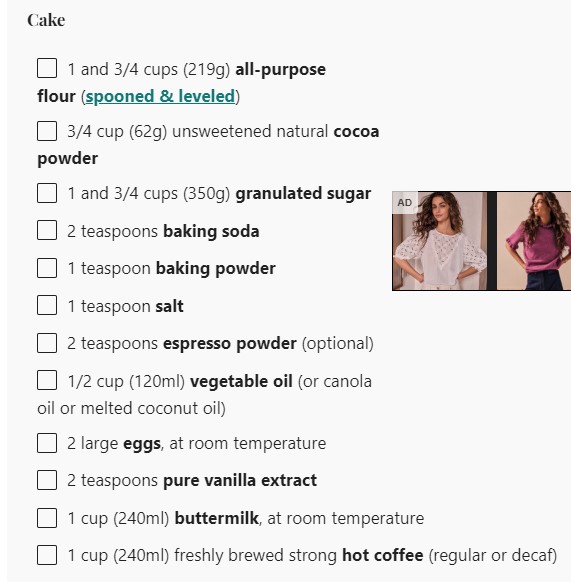 Cake
1 and 3/4 cups (219g) all-purpose
flour (spooned & leveled)
3/4 cup (62g) unsweetened natural cocoa
powder
1 and 3/4 cups (350g) granulated sugar
AD
2 teaspoons baking soda
1 teaspoon baking powder
1 teaspoon salt
2 teaspoons espresso powder (optional)
1/2 cup (120ml) vegetable oil (or canola
oil or melted coconut oil)
2 large eggs, at room temperature
2 teaspoons pure vanilla extract
1 cup (240ml) buttermilk, at room temperature
1 cup (240ml) freshly brewed strong hot coffee (regular or decaf)